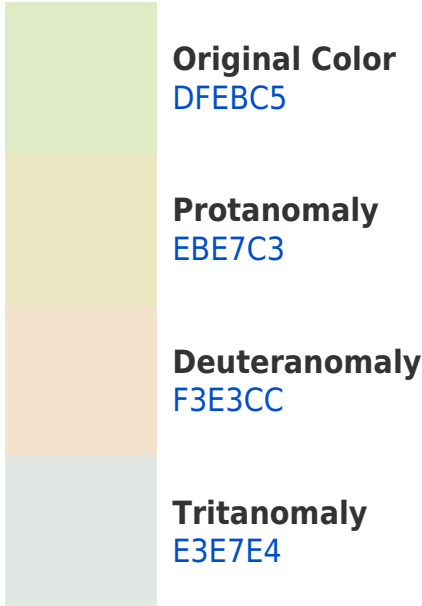 Original Color
DFEBC5
Protanomaly
EBE7C3
Deuteranomaly
F3E3CC
Tritanomaly
E3E7E4